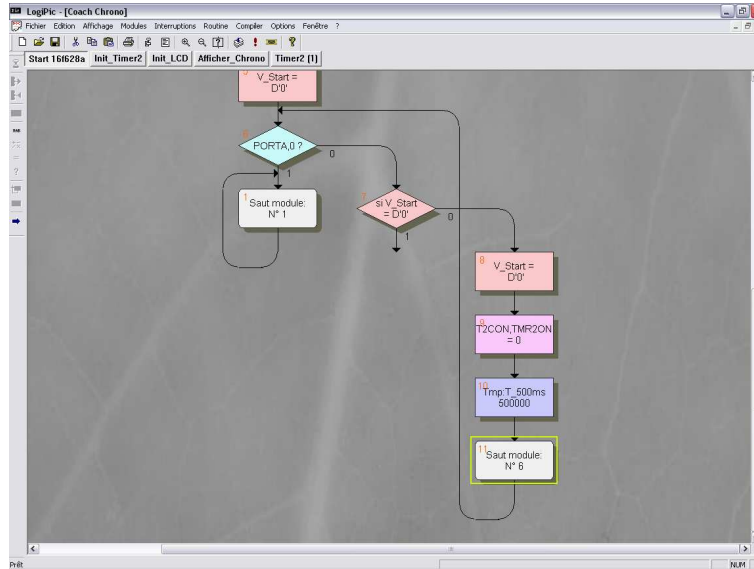 LogiPic - [Coach Chrono]
Fichier Edition Affichage Modules Interruptions Routine Compiler Options Fenêtre ?
Start 16f628a Init_Timer2 Init_LCD Afficher_Chrono Timer2 [1]
V_Start =
D'0'
6
PORTA,0 ?
0
1
1
Saut module:
N° 1
si V_Start
= D'0'
0
1
8
V_Start =
D'0'
9
T2CON,TMR2ON
= 0
10
Tmp:T_500ms
500000
11
Saut module:
N° 6
Prêt
NUM